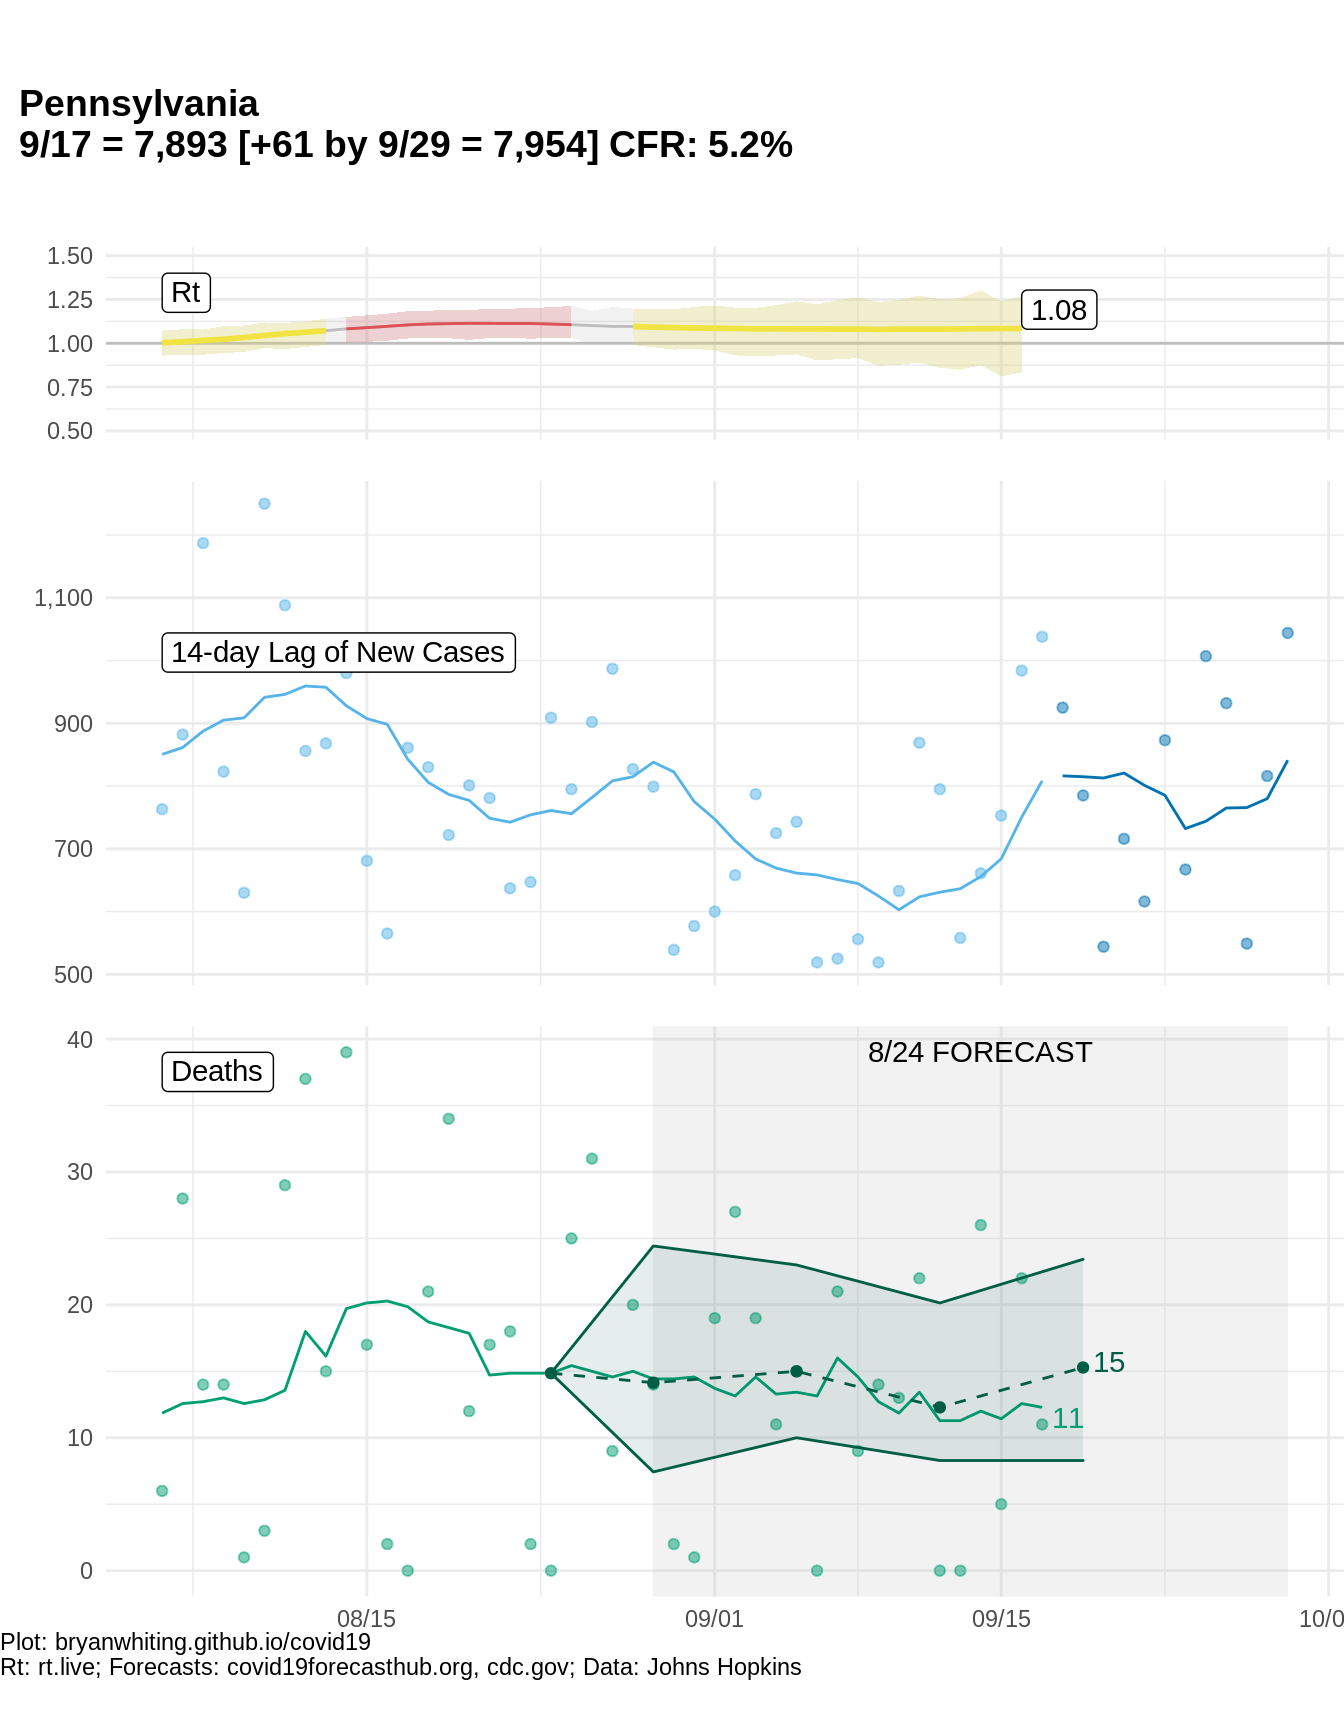 Pennsylvania
9/17 = 7,893 [+61 by 9/29 = 7,954] CFR: 5.2%
1.50
1.25
1.00
0.75
0.50
Rt
1.08
1,100
900
700
500
14-day Lag of New Cases
40
30
20
10
0
Deaths
8/24 FORECAST
15
11
08/15
09/01
09/15
10/0
Plot: bryanwhiting.github.io/covid19
Rt: rt.live; Forecasts: covid19forecasthub.org, cdc.gov; Data: Johns Hopkins